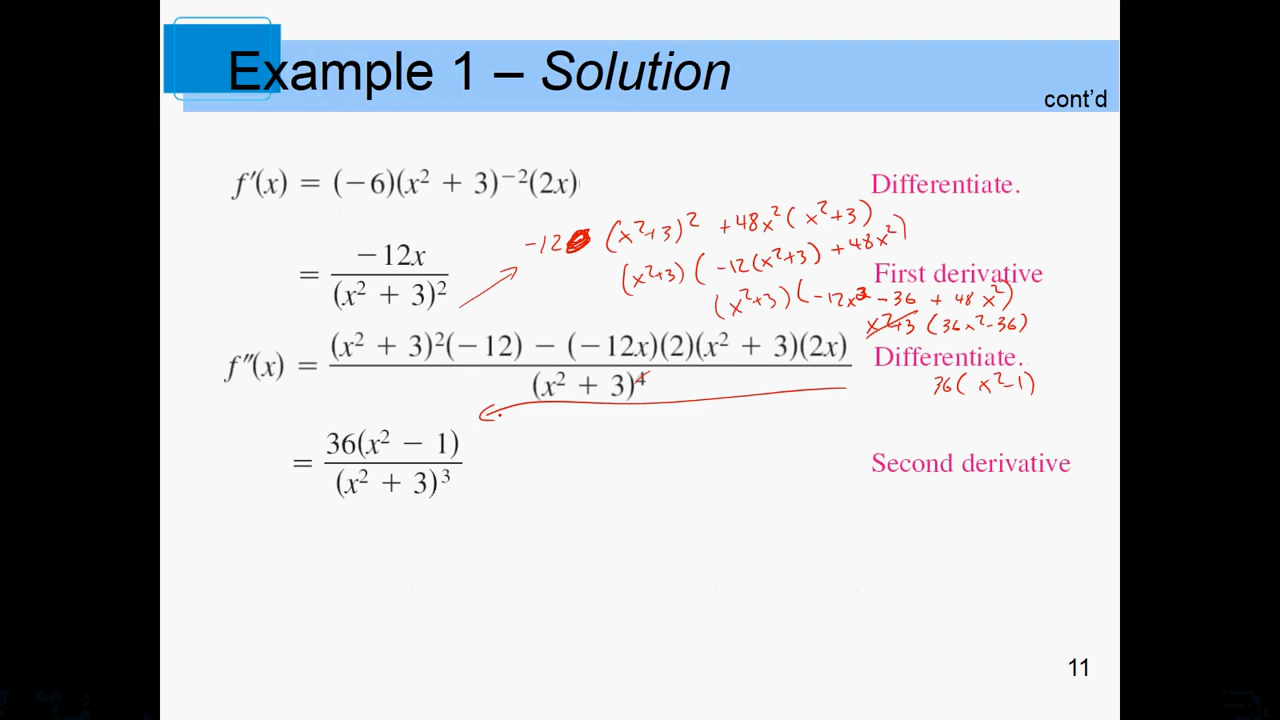 Example 1 – Solution
cont'd
f′(x) = (−6)(x² + 3)⁻²(2x) Differentiate.
−12 (x²+3)² +48x²(x²+3)
(x²+3)(−12(x²+3)+48x²)
= −12x / (x² + 3)² First derivative
(x²+3)(−12x² −36 + 48x²)
x²+3 (36x²−36)
f″(x) = (x² + 3)²(−12) − (−12x)(2)(x² + 3)(2x) / (x² + 3)⁴ Differentiate.
36(x²−1)
= 36(x² − 1) / (x² + 3)³ Second derivative
11